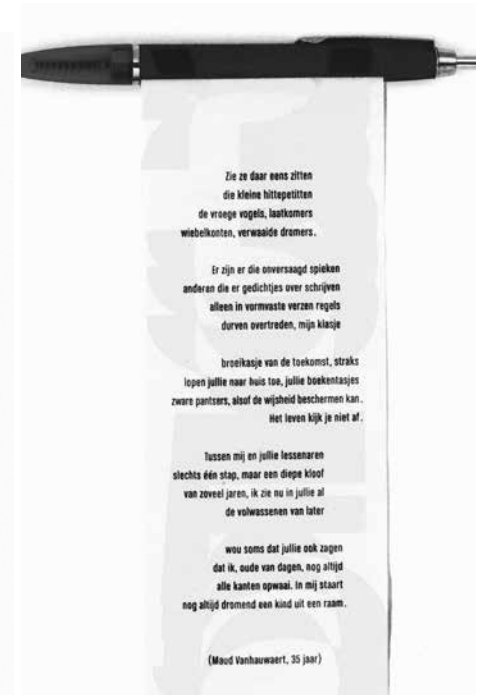 Zie ze daar eens zitten
die kleine hittepetitten
de vroege vogels, laatkomers
wiebelkonten, verwaaide dromers.
Er zijn er die onversaagd spieken
anderen die er gedichtjes over schrijven
alleen in vormvaste verzen regels
durven overtreden, mijn klasje
broeikasje van de toekomst, straks
lopen jullie naar huis toe, jullie boekentasjes
zware pantsers, alsof de wijsheid beschermen kan.
Het leven kijk je niet af.
Tussen mij en jullie lessenaren
slechts één stap, maar een diepe kloof
van zoveel jaren, ik zie nu in jullie al
de volwassenen van later
wou soms dat jullie ook zagen
dat ik, oude van dagen, nog altijd
alle kanten opwaai. In mij staart
nog altijd dromend een kind uit een raam.
(Maud Vanhauwaert, 35 jaar)